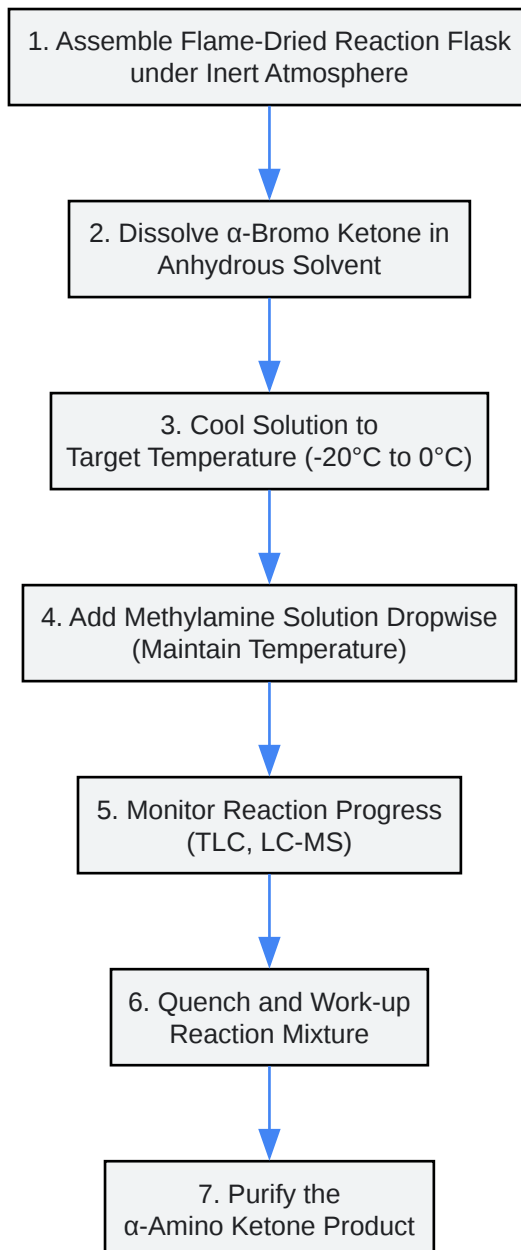 1. Assemble Flame-Dried Reaction Flask
under Inert Atmosphere
2. Dissolve α-Bromo Ketone in
Anhydrous Solvent
3. Cool Solution to
Target Temperature (-20°C to 0°C)
4. Add Methylamine Solution Dropwise
(Maintain Temperature)
5. Monitor Reaction Progress
(TLC, LC-MS)
6. Quench and Work-up
Reaction Mixture
7. Purify the
α-Amino Ketone Product